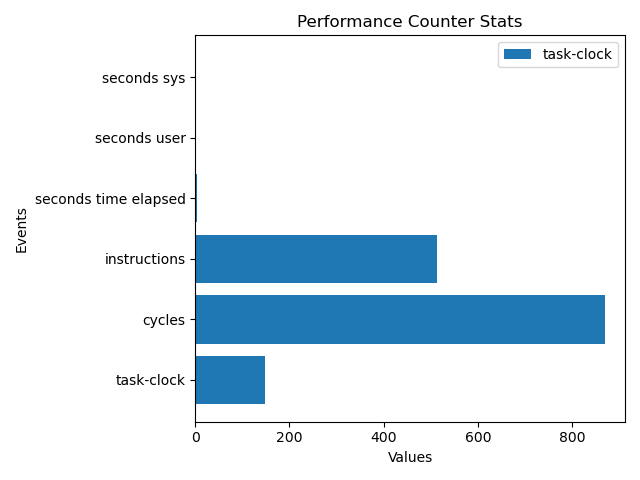 Performance Counter Stats
task-clock
seconds sys
seconds user
seconds time elapsed
instructions
cycles
task-clock
Events
0 200 400 600 800
Values